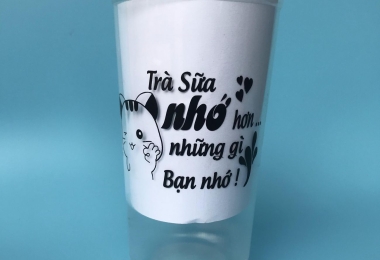 Trà Sữa
nhớ hơn...
những gì
Bạn nhớ !